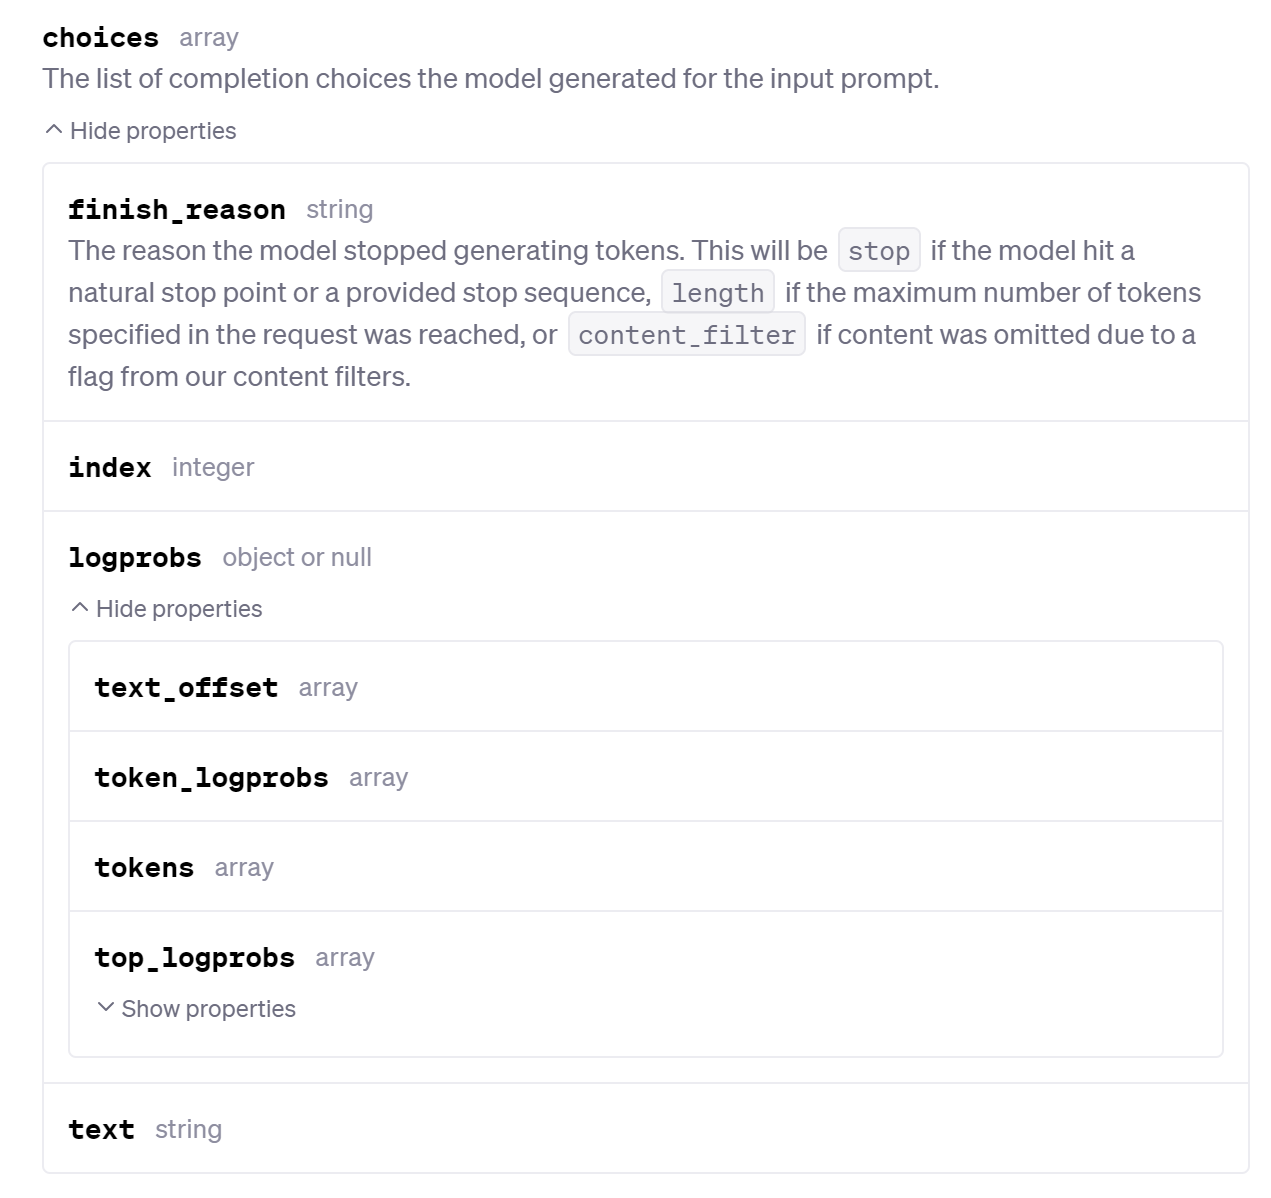 choices array
The list of completion choices the model generated for the input prompt.
Hide properties
finish_reason string
The reason the model stopped generating tokens. This will be stop if the model hit a
natural stop point or a provided stop sequence, length if the maximum number of tokens
specified in the request was reached, or content_filter if content was omitted due to a
flag from our content filters.
index integer
logprobs object or null
Hide properties
text_offset array
token_logprobs array
tokens array
top_logprobs array
Show properties
text string